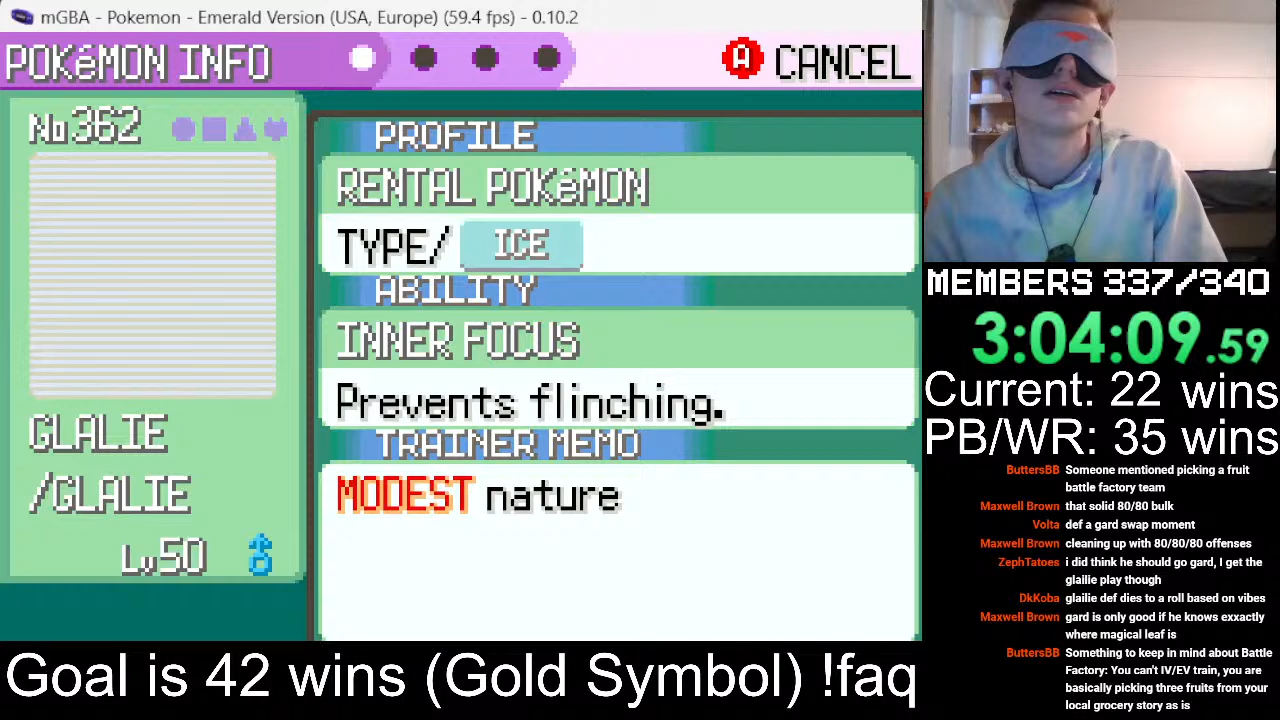 mGBA - Pokemon - Emerald Version (USA, Europe) (59.4 fps) - 0.10.2
POKéMON INFO
A CANCEL
No362
PROFILE
RENTAL POKéMON
TYPE/ ICE
ABILITY
INNER FOCUS
Prevents flinching.
TRAINER MEMO
MODEST nature
GLALIE
/GLALIE
Lv50 ♂
MEMBERS 337/340
3:04:09.59
Current: 22 wins
PB/WR: 35 wins
ButtersBB Someone mentioned picking a fruit
battle factory team
Maxwell Brown that solid 80/80 bulk
Volta def a gard swap moment
Maxwell Brown cleaning up with 80/80/80 offenses
ZephTatoes i did think he should go gard, I get the
glailie play though
DkKoba glailie def dies to a roll based on vibes
Maxwell Brown gard is only good if he knows exxactly
where magical leaf is
ButtersBB Something to keep in mind about Battle
Factory: You can't IV/EV train, you are
basically picking three fruits from your
local grocery story as is
Goal is 42 wins (Gold Symbol) !faq